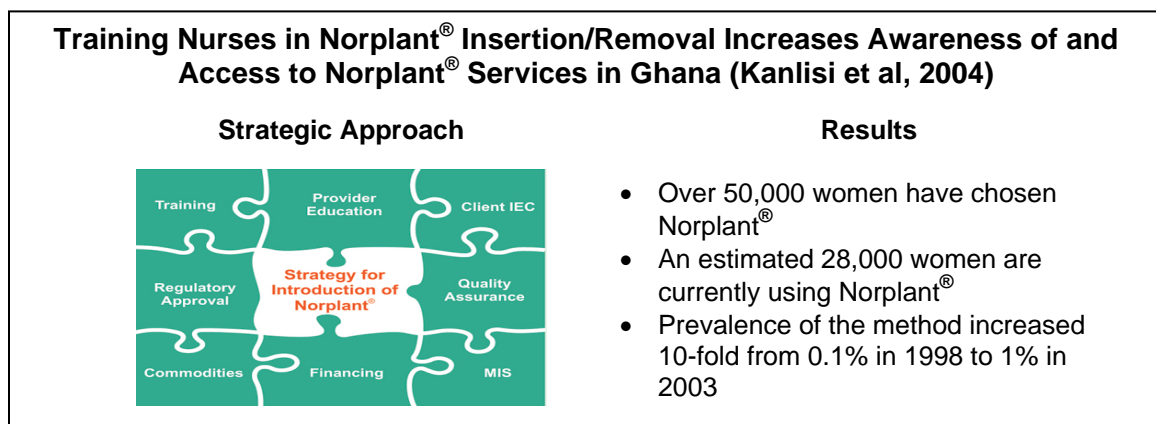 Training Nurses in Norplant® Insertion/Removal Increases Awareness of and
Access to Norplant® Services in Ghana (Kanlisi et al, 2004)
Strategic Approach
Training
Provider
Education
Client IEC
Regulatory
Approval
Strategy for
Introduction of
Norplant®
Quality
Assurance
Commodities
Financing
MIS
Results
• Over 50,000 women have chosen
Norplant®
• An estimated 28,000 women are
currently using Norplant®
• Prevalence of the method increased
10-fold from 0.1% in 1998 to 1% in
2003